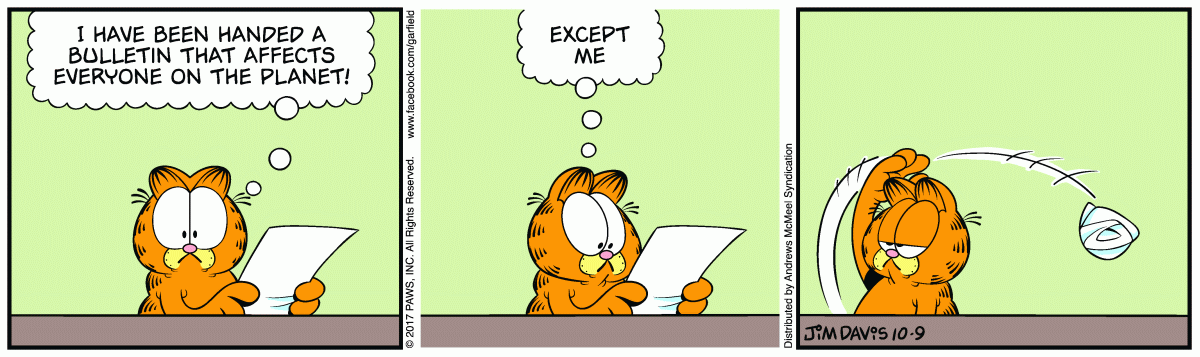 I HAVE BEEN HANDED A
BULLETIN THAT AFFECTS
EVERYONE ON THE PLANET!
© 2017 PAWS, INC. All Rights Reserved. www.facebook.com/garfield
EXCEPT
ME
Distributed by Andrews McMeel Syndication
JIM DAVIS 10-9